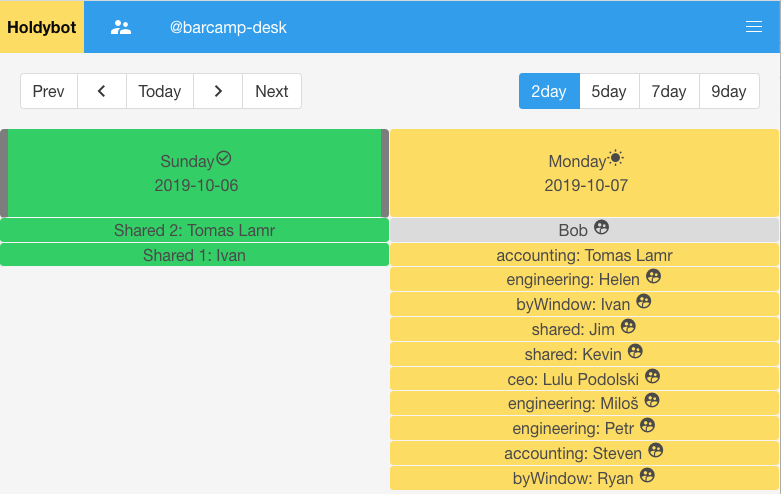 Holdybot
@barcamp-desk
Prev
Today
Next
2day
5day
7day
9day
Sunday
2019-10-06
Shared 2: Tomas Lamr
Shared 1: Ivan
Monday
2019-10-07
Bob
accounting: Tomas Lamr
engineering: Helen
byWindow: Ivan
shared: Jim
shared: Kevin
ceo: Lulu Podolski
engineering: Miloš
engineering: Petr
accounting: Steven
byWindow: Ryan